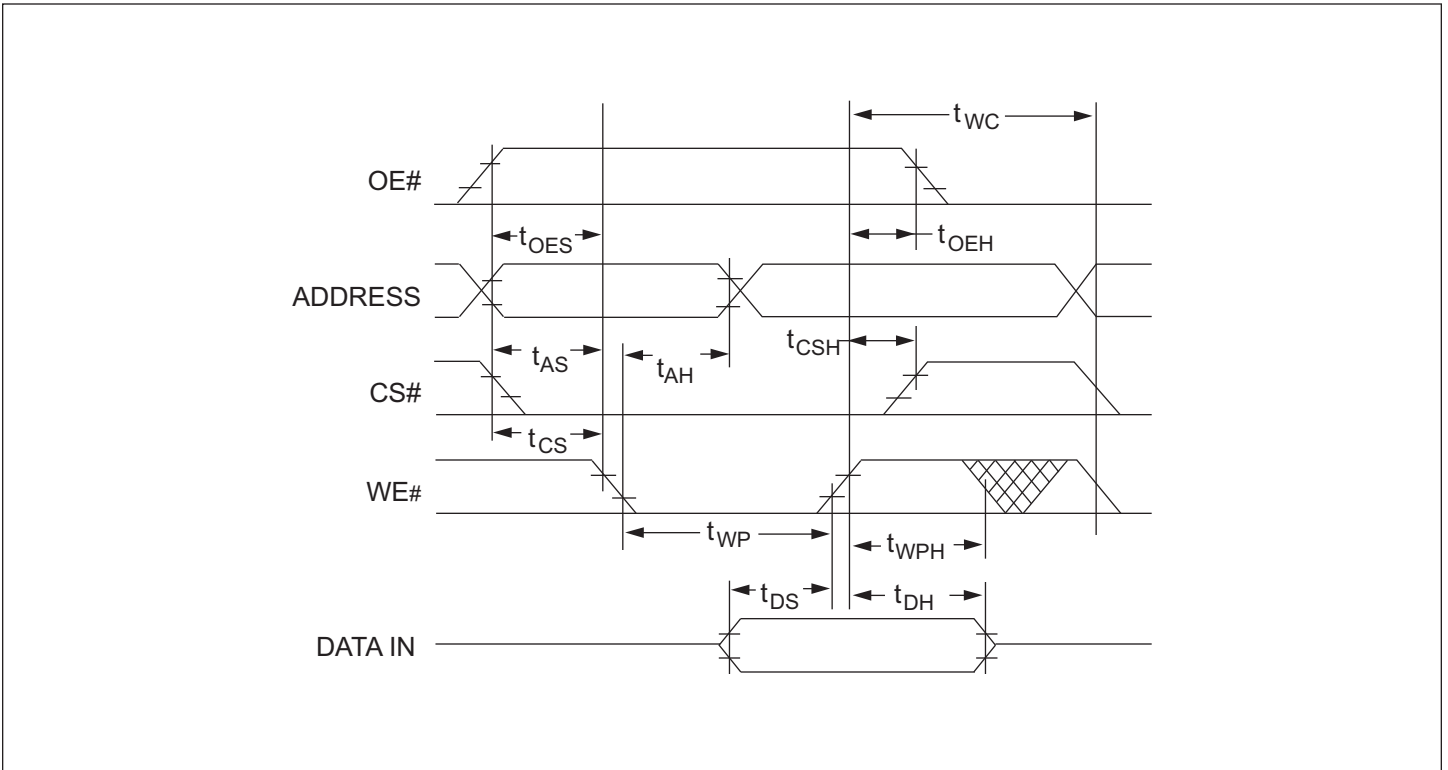 tWC
OE#
tOES
tOEH
ADDRESS
tCSH
tAS
tAH
CS#
tCS
WE#
tWP
tWPH
tDS
tDH
DATA IN